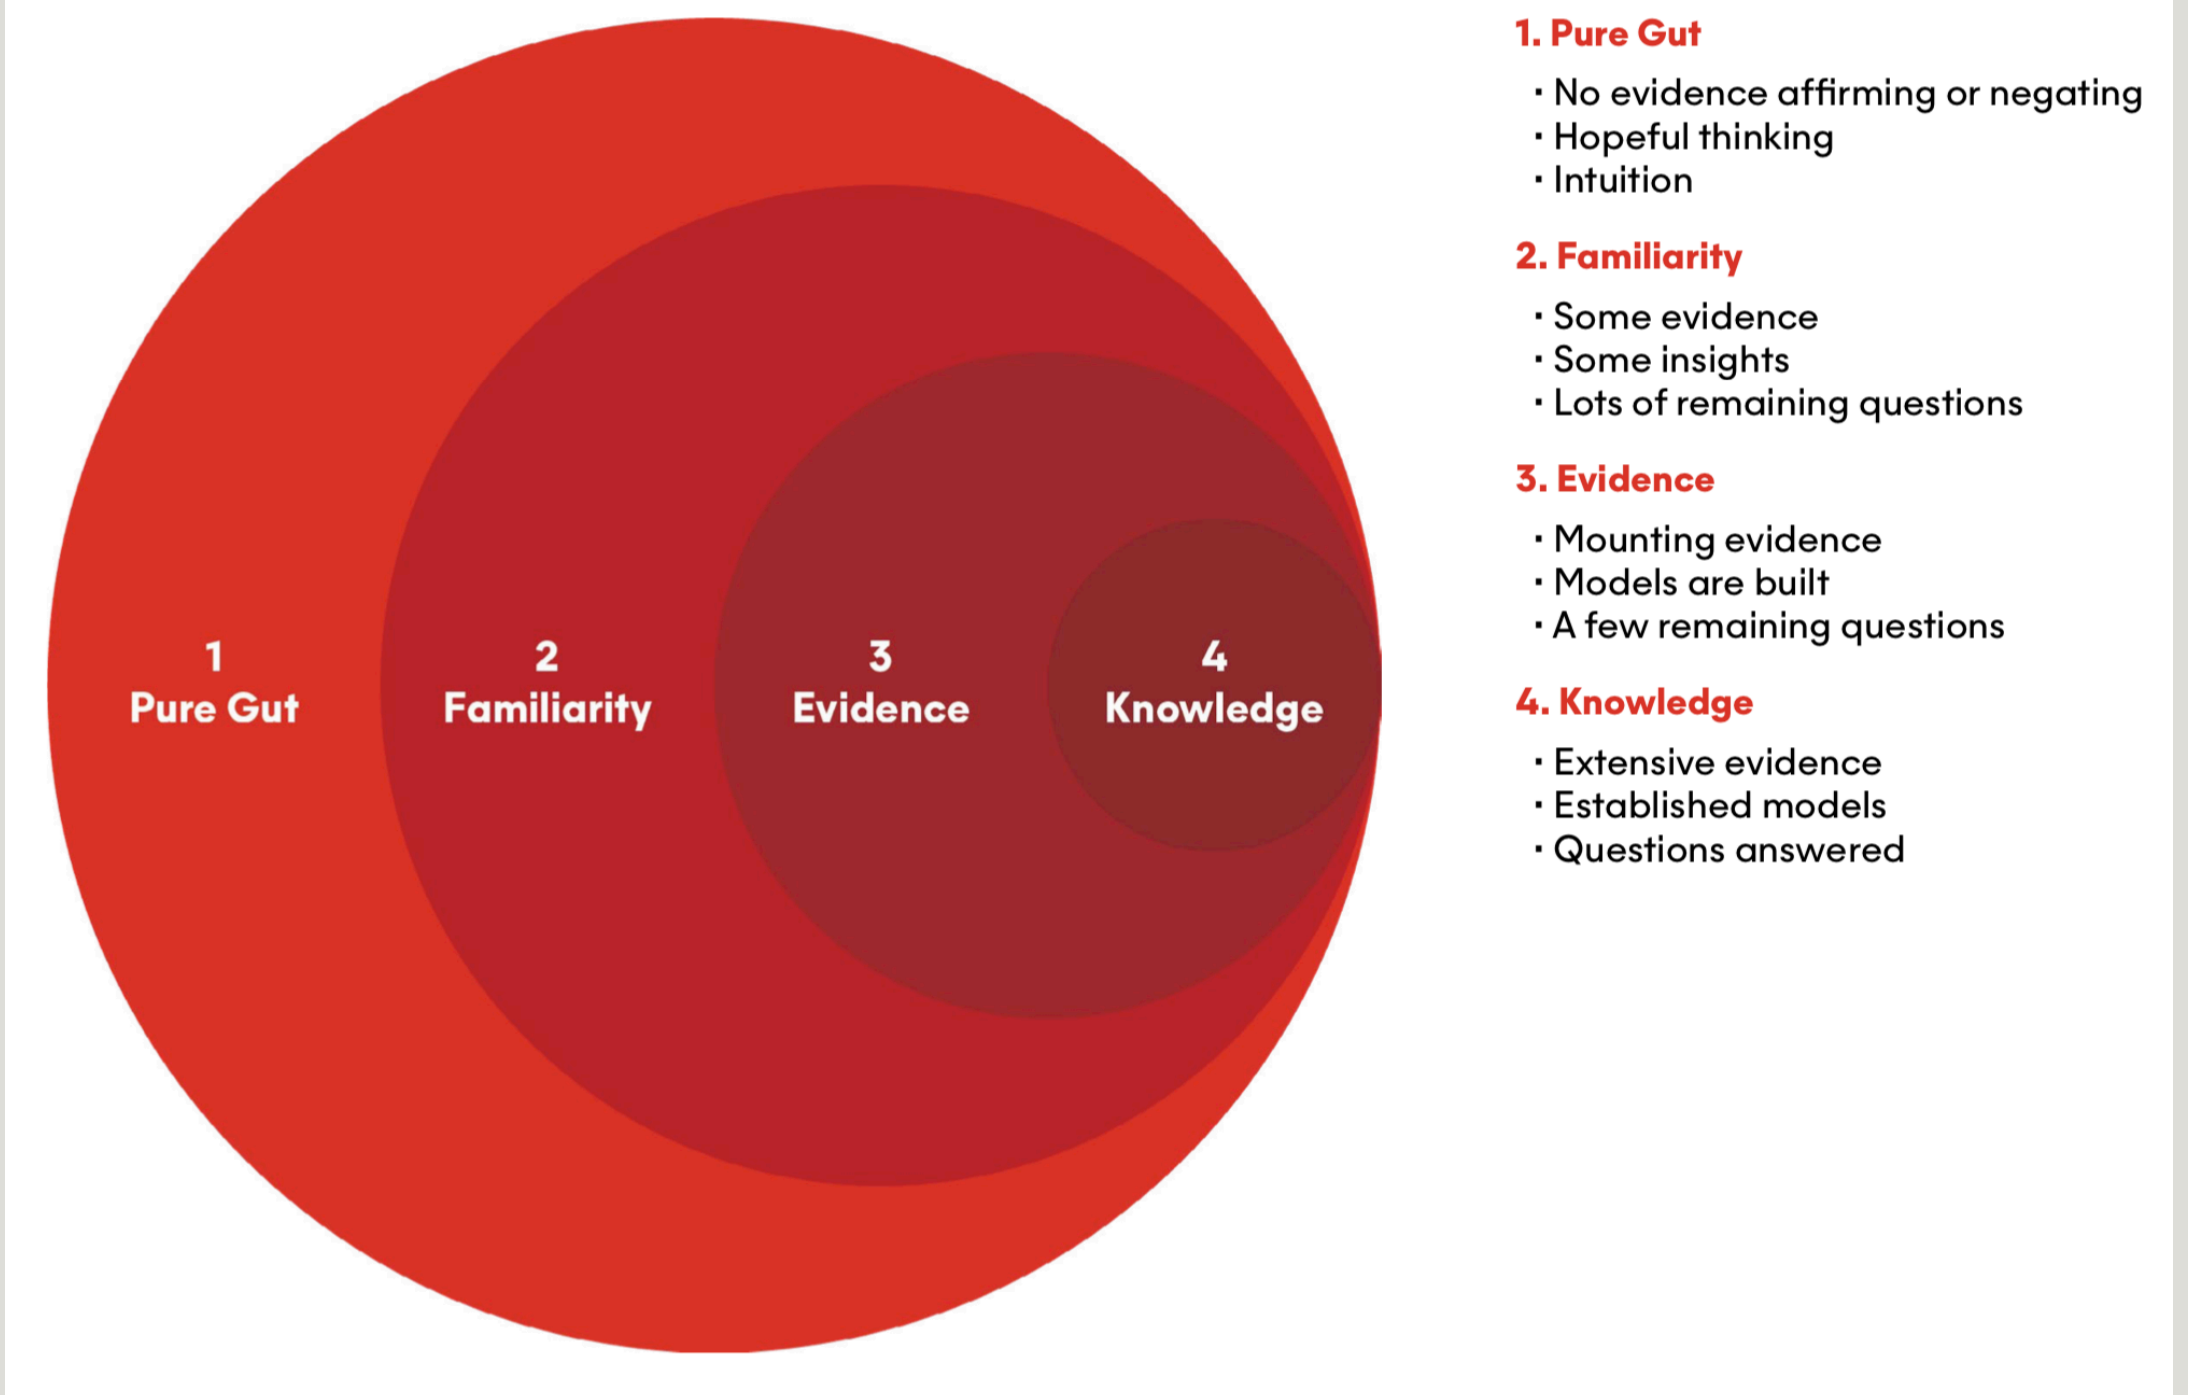 1
Pure Gut
2
Familiarity
3
Evidence
4
Knowledge
1. Pure Gut
· No evidence affirming or negating
· Hopeful thinking
· Intuition
2. Familiarity
· Some evidence
· Some insights
· Lots of remaining questions
3. Evidence
· Mounting evidence
· Models are built
· A few remaining questions
4. Knowledge
· Extensive evidence
· Established models
· Questions answered